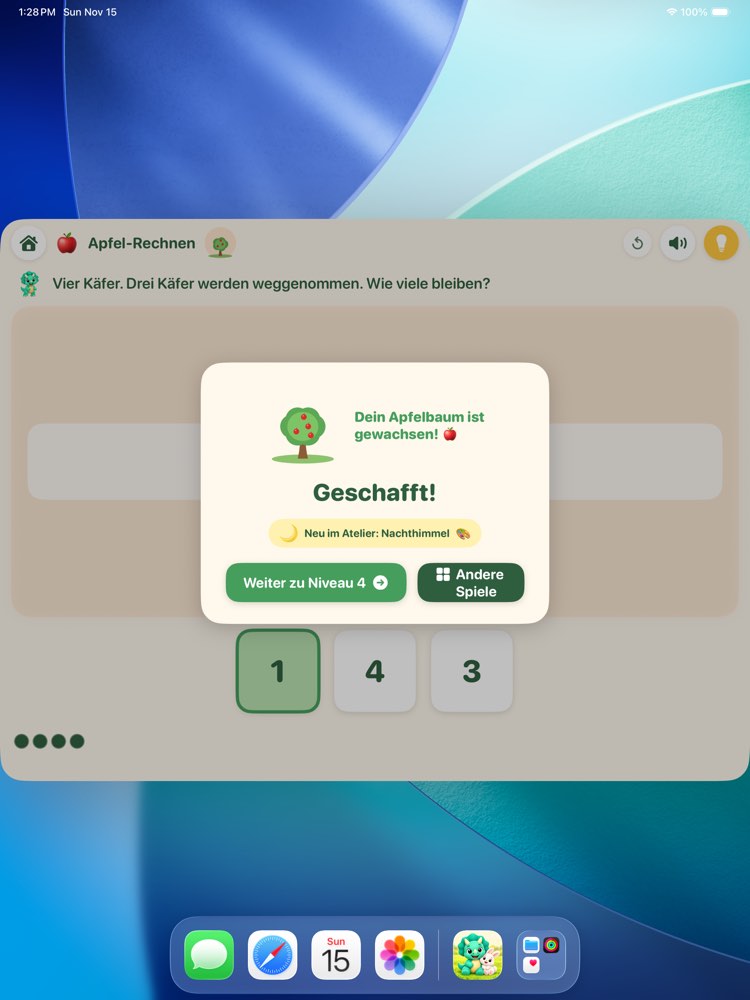 1:28 PM Sun Nov 15
100%
Apfel-Rechnen
Vier Käfer. Drei Käfer werden weggenommen. Wie viele bleiben?
Dein Apfelbaum ist
gewachsen! 🍎
Geschafft!
Neu im Atelier: Nachthimmel 🎨
Weiter zu Niveau 4
Andere
Spiele
1
4
3
Sun
15